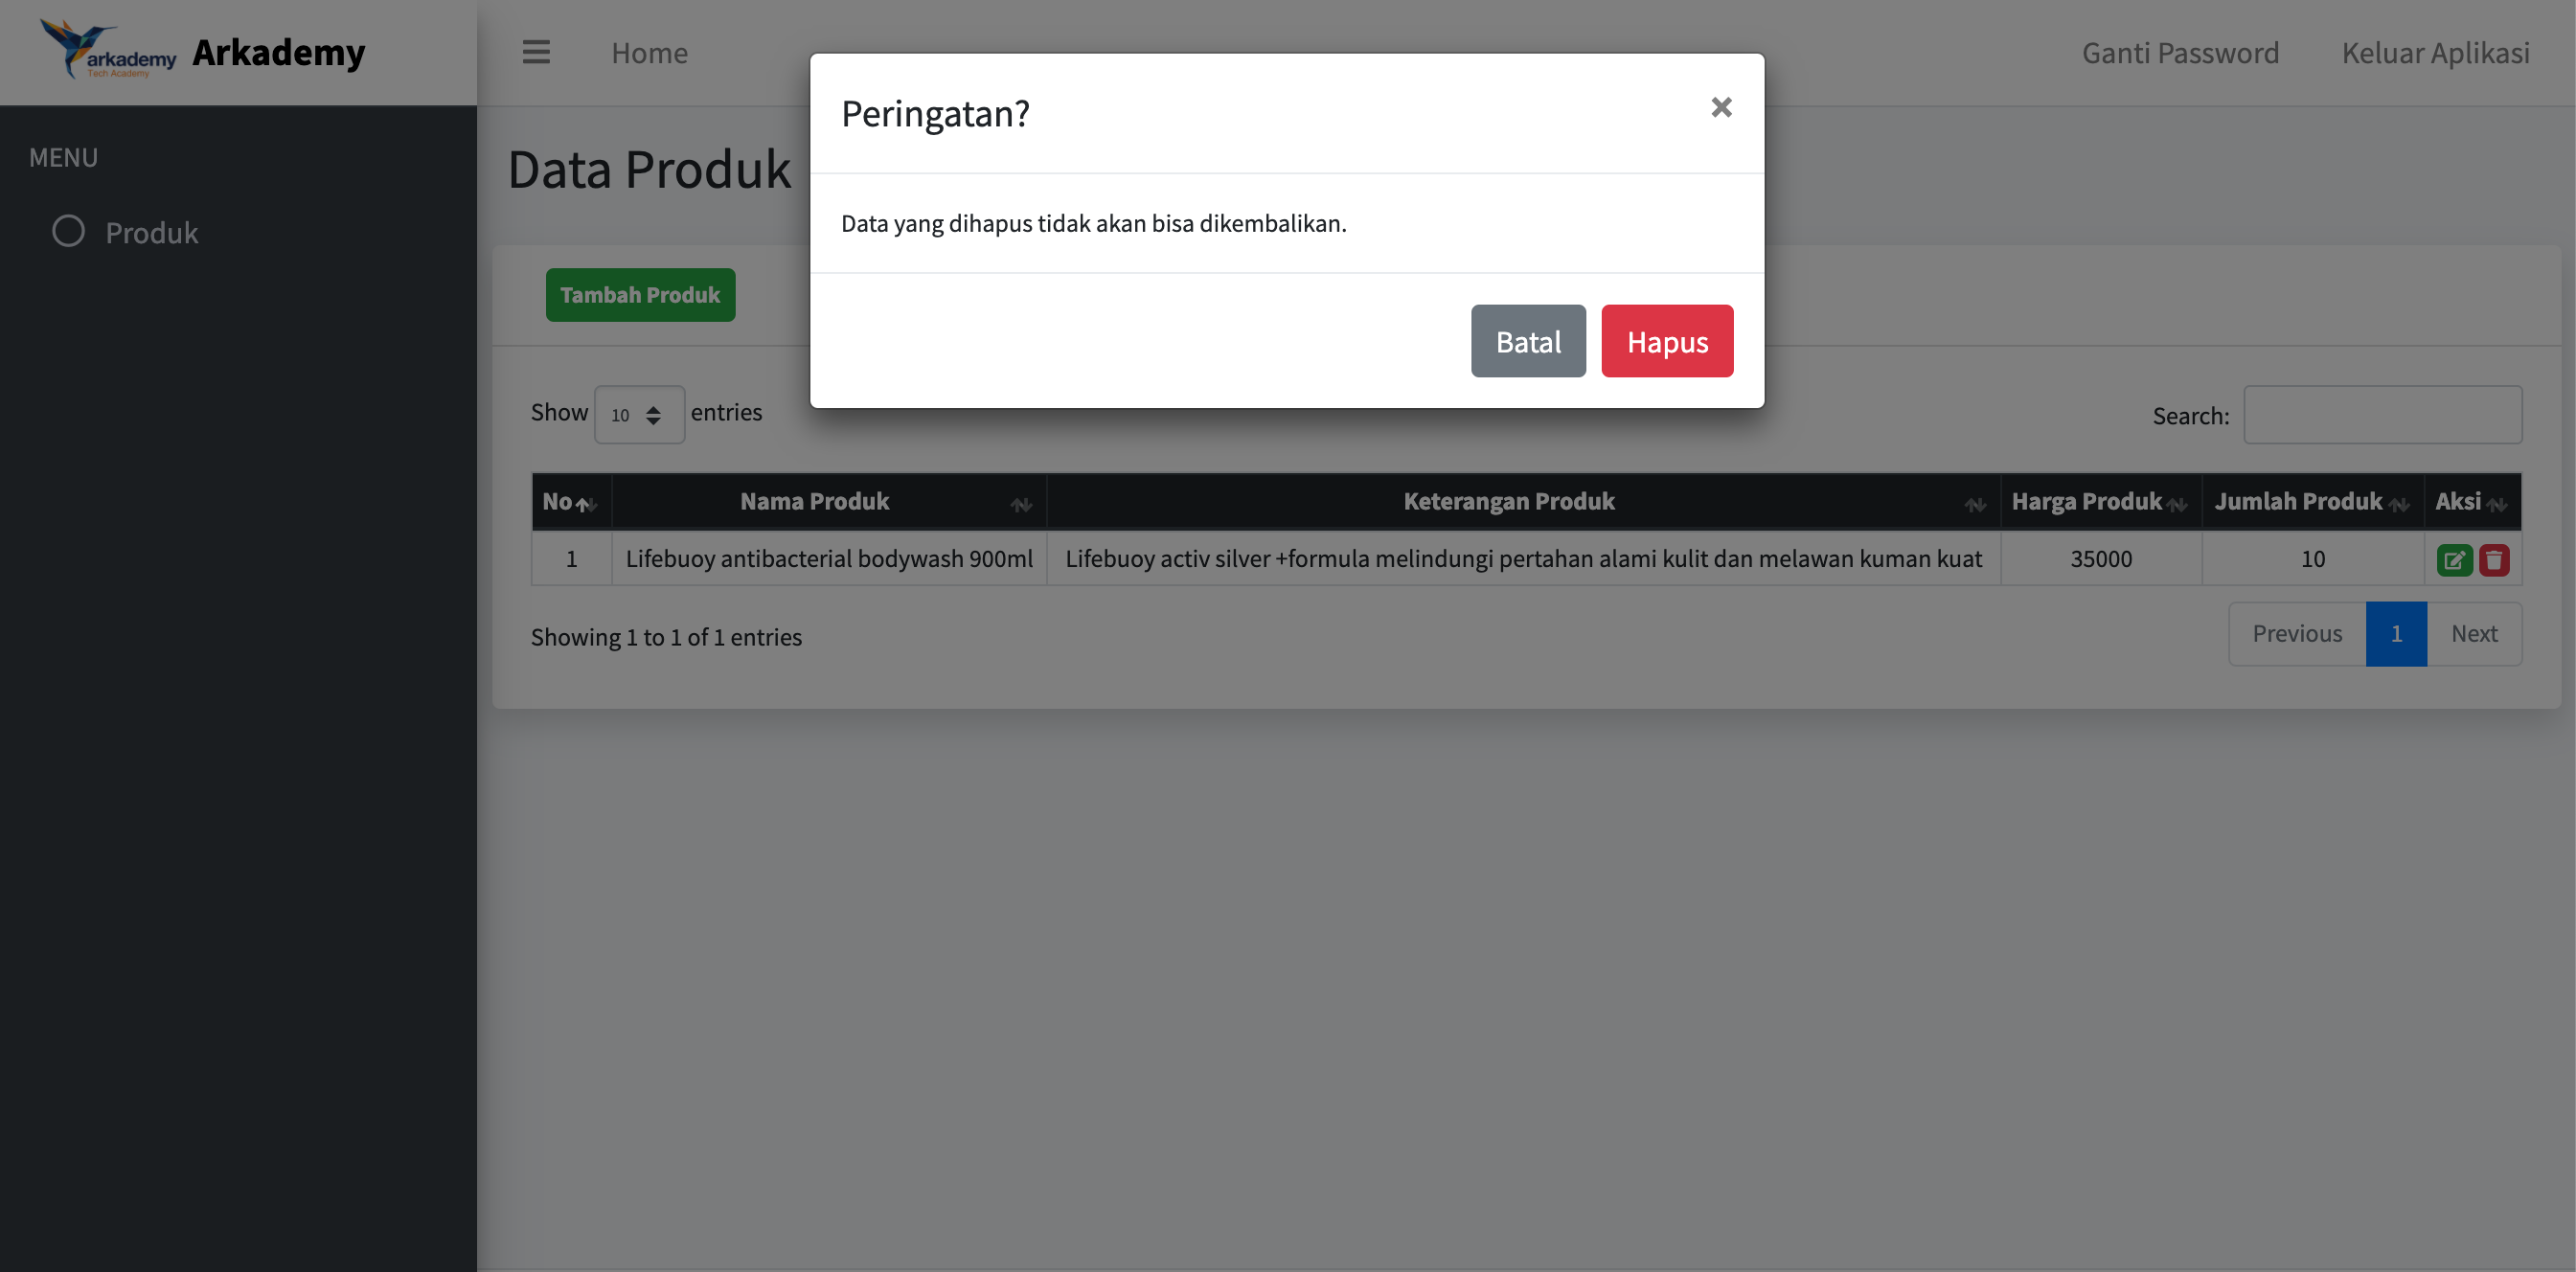 arkademy
Tech Academy
Arkademy
Home
Ganti Password
Keluar Aplikasi
MENU
Produk
Peringatan?
×
Data yang dihapus tidak akan bisa dikembalikan.
Batal
Hapus
Data Produk
Tambah Produk
Show 10 entries
Search:
No Nama Produk Keterangan Produk Harga Produk Jumlah Produk Aksi
1 Lifebuoy antibacterial bodywash 900ml Lifebuoy activ silver +formula melindungi pertahan alami kulit dan melawan kuman kuat 35000 10
Showing 1 to 1 of 1 entries
Previous 1 Next